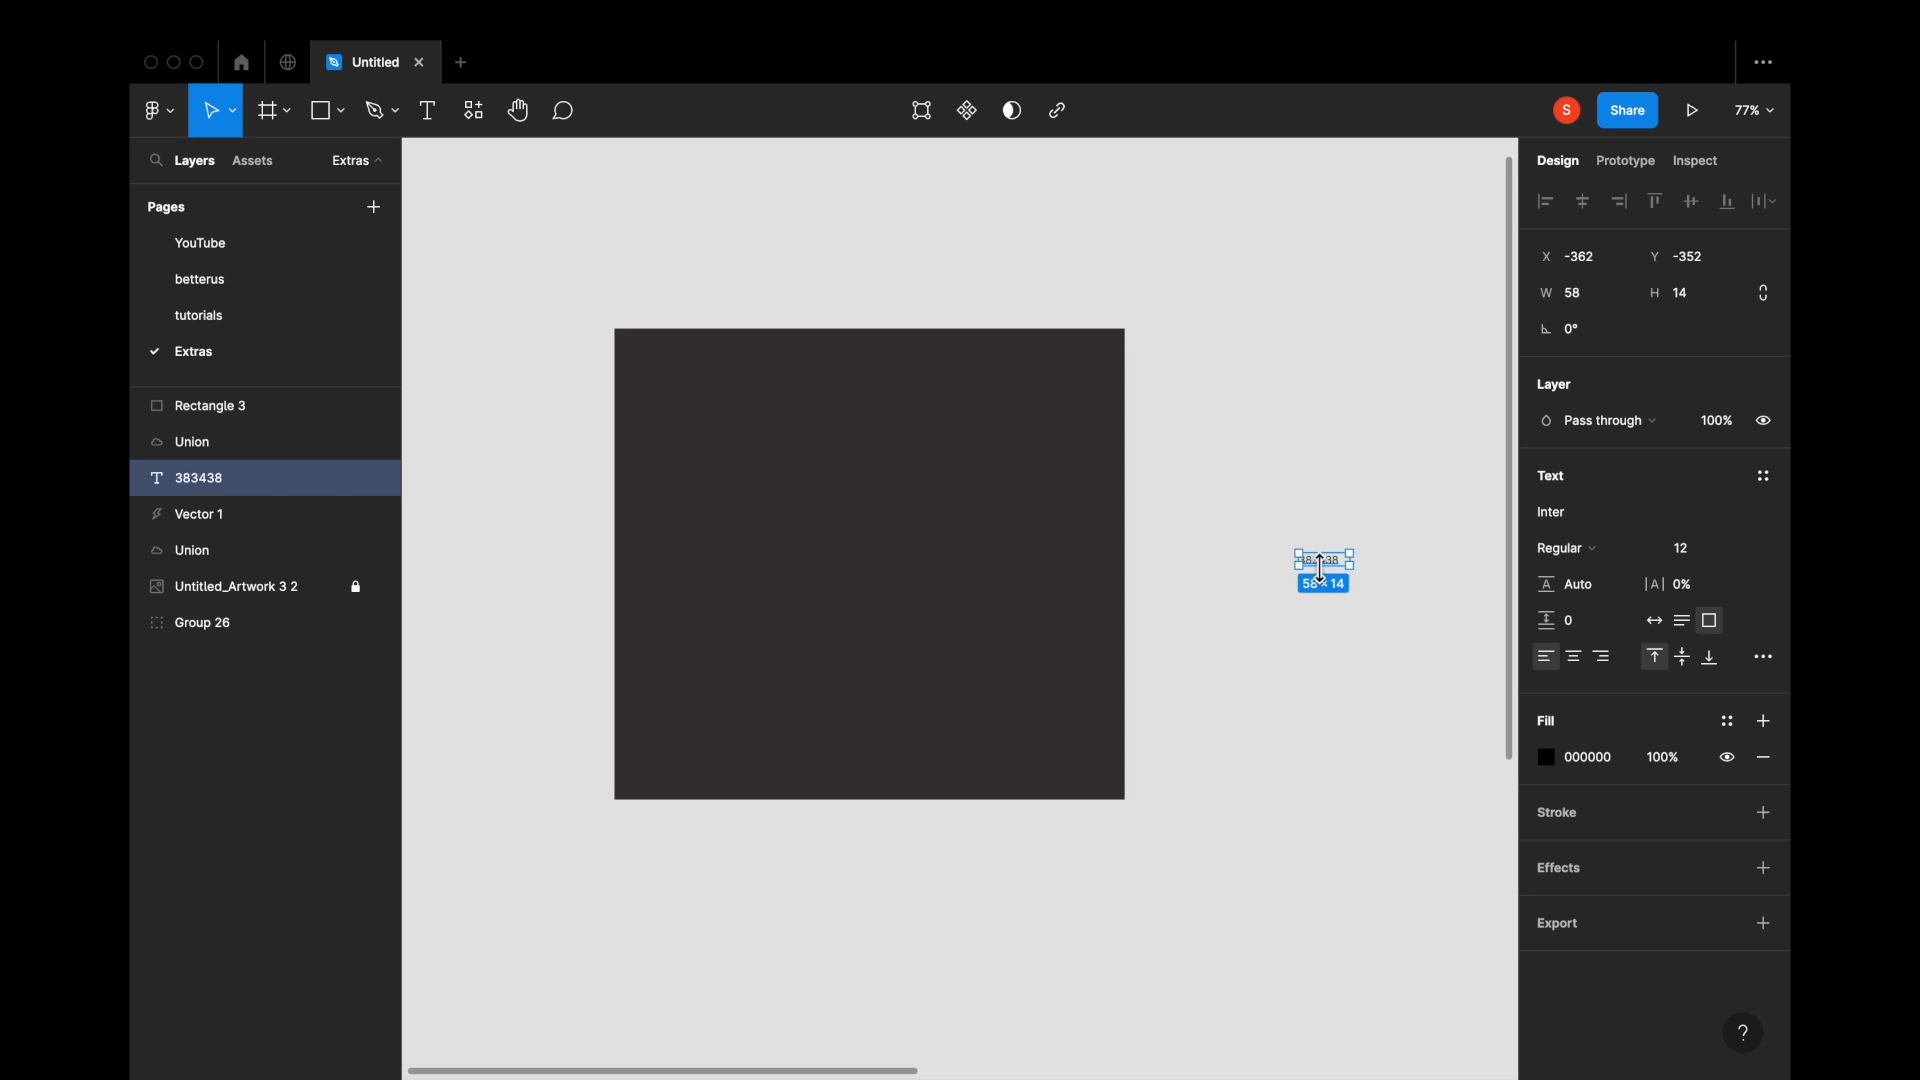 Untitled
S
Share
77%
Layers
Assets
Extras
Design
Prototype
Inspect
Pages
YouTube
betterus
tutorials
Extras
X -362
Y -352
W 58
H 14
0°
Layer
Pass through
100%
Rectangle 3
Union
383438
Vector 1
Union
Untitled_Artwork 3 2
Group 26
58 × 14
Text
Inter
Regular
12
A Auto
|A| 0%
0
Fill
000000
100%
Stroke
Effects
Export
?